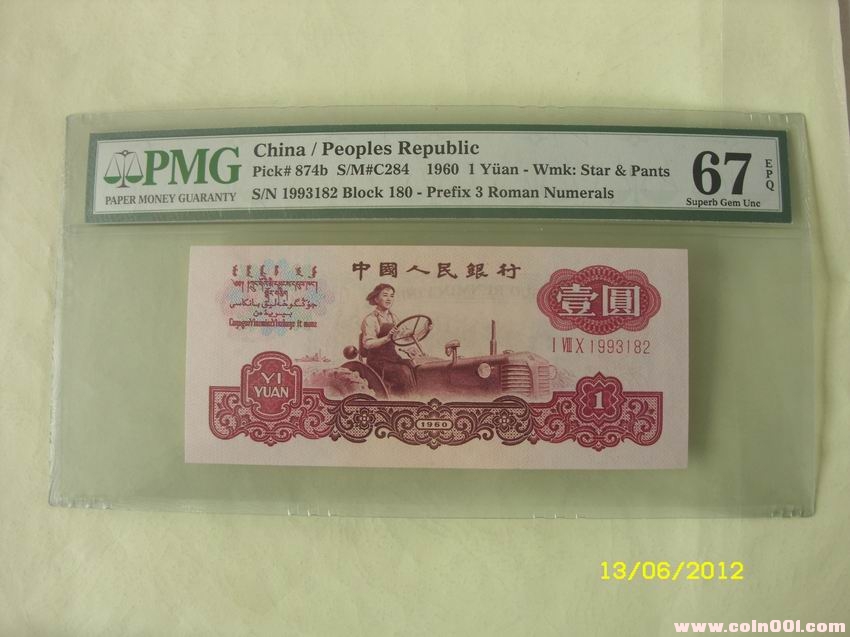 PMG
PAPER MONEY GUARANTY
China / Peoples Republic
Pick# 874b S/M#C284 1960 1 Yüan - Wmk: Star & Pants
S/N 1993182 Block 180 - Prefix 3 Roman Numerals
67 EPQ
Superb Gem Unc
中國人民銀行
壹圓
I VIII X 1993182
YI
YUAN
1960
1
13/06/2012
www.coin001.com